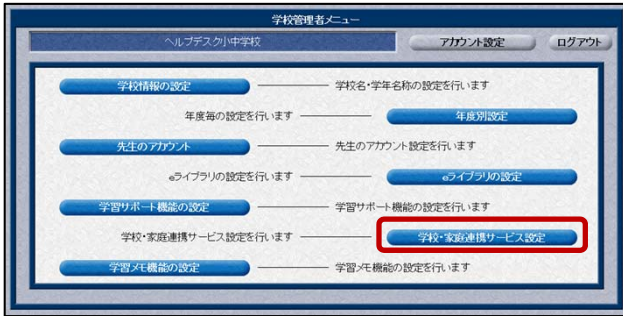 学校管理者メニュー
ヘルプデスク小中学校 アカウント設定 ログアウト
学校情報の設定 学校名・学年名称の設定を行います
年度毎の設定を行います 年度別設定
先生のアカウント 先生のアカウント設定を行います
eライブラリの設定を行います eライブラリの設定
学習サポート機能の設定 学習サポート機能の設定を行います
学校・家庭連携サービス設定を行います 学校・家庭連携サービス設定
学習メモ機能の設定 学習メモ機能の設定を行います